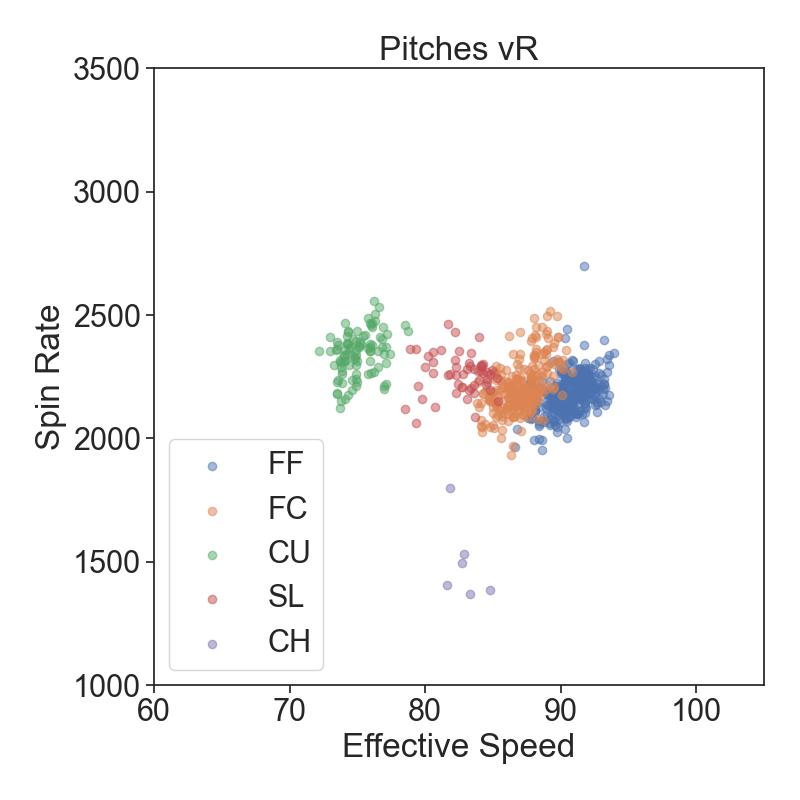 Pitches vR
3500
3000
2500
2000
1500
1000
Spin Rate
FF
FC
CU
SL
CH
60 70 80 90 100
Effective Speed